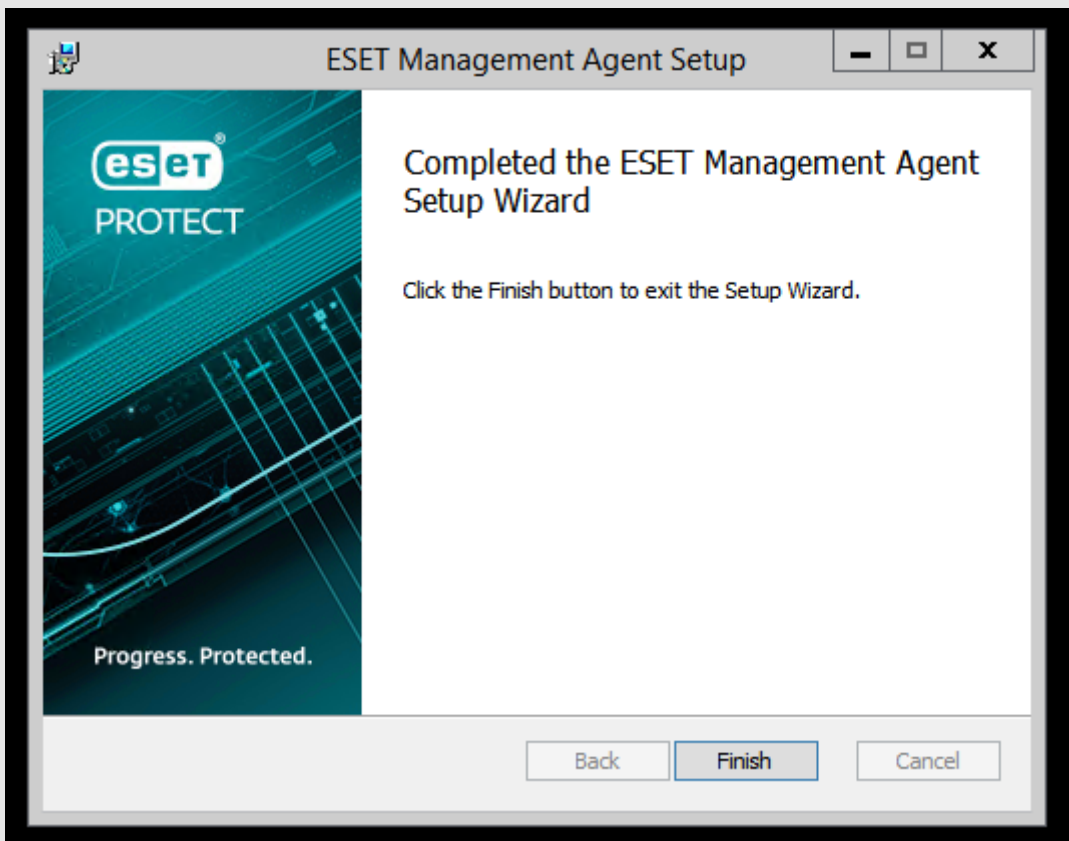 ESET Management Agent Setup
eset®
PROTECT
Completed the ESET Management Agent
Setup Wizard
Click the Finish button to exit the Setup Wizard.
Progress. Protected.
Back
Finish
Cancel